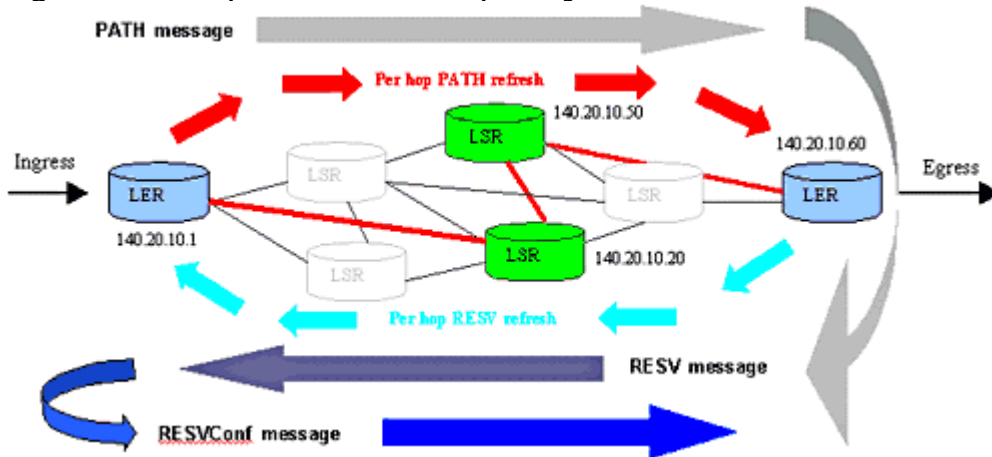 PATH message
Per hop PATH refresh
140.20.10.50
LSR
140.20.10.60
Ingress
Egress
LSR
LSR
LER
LER
140.20.10.1
LSR
LSR
140.20.10.20
Per hop RESV refresh
RESV message
RESVConf message